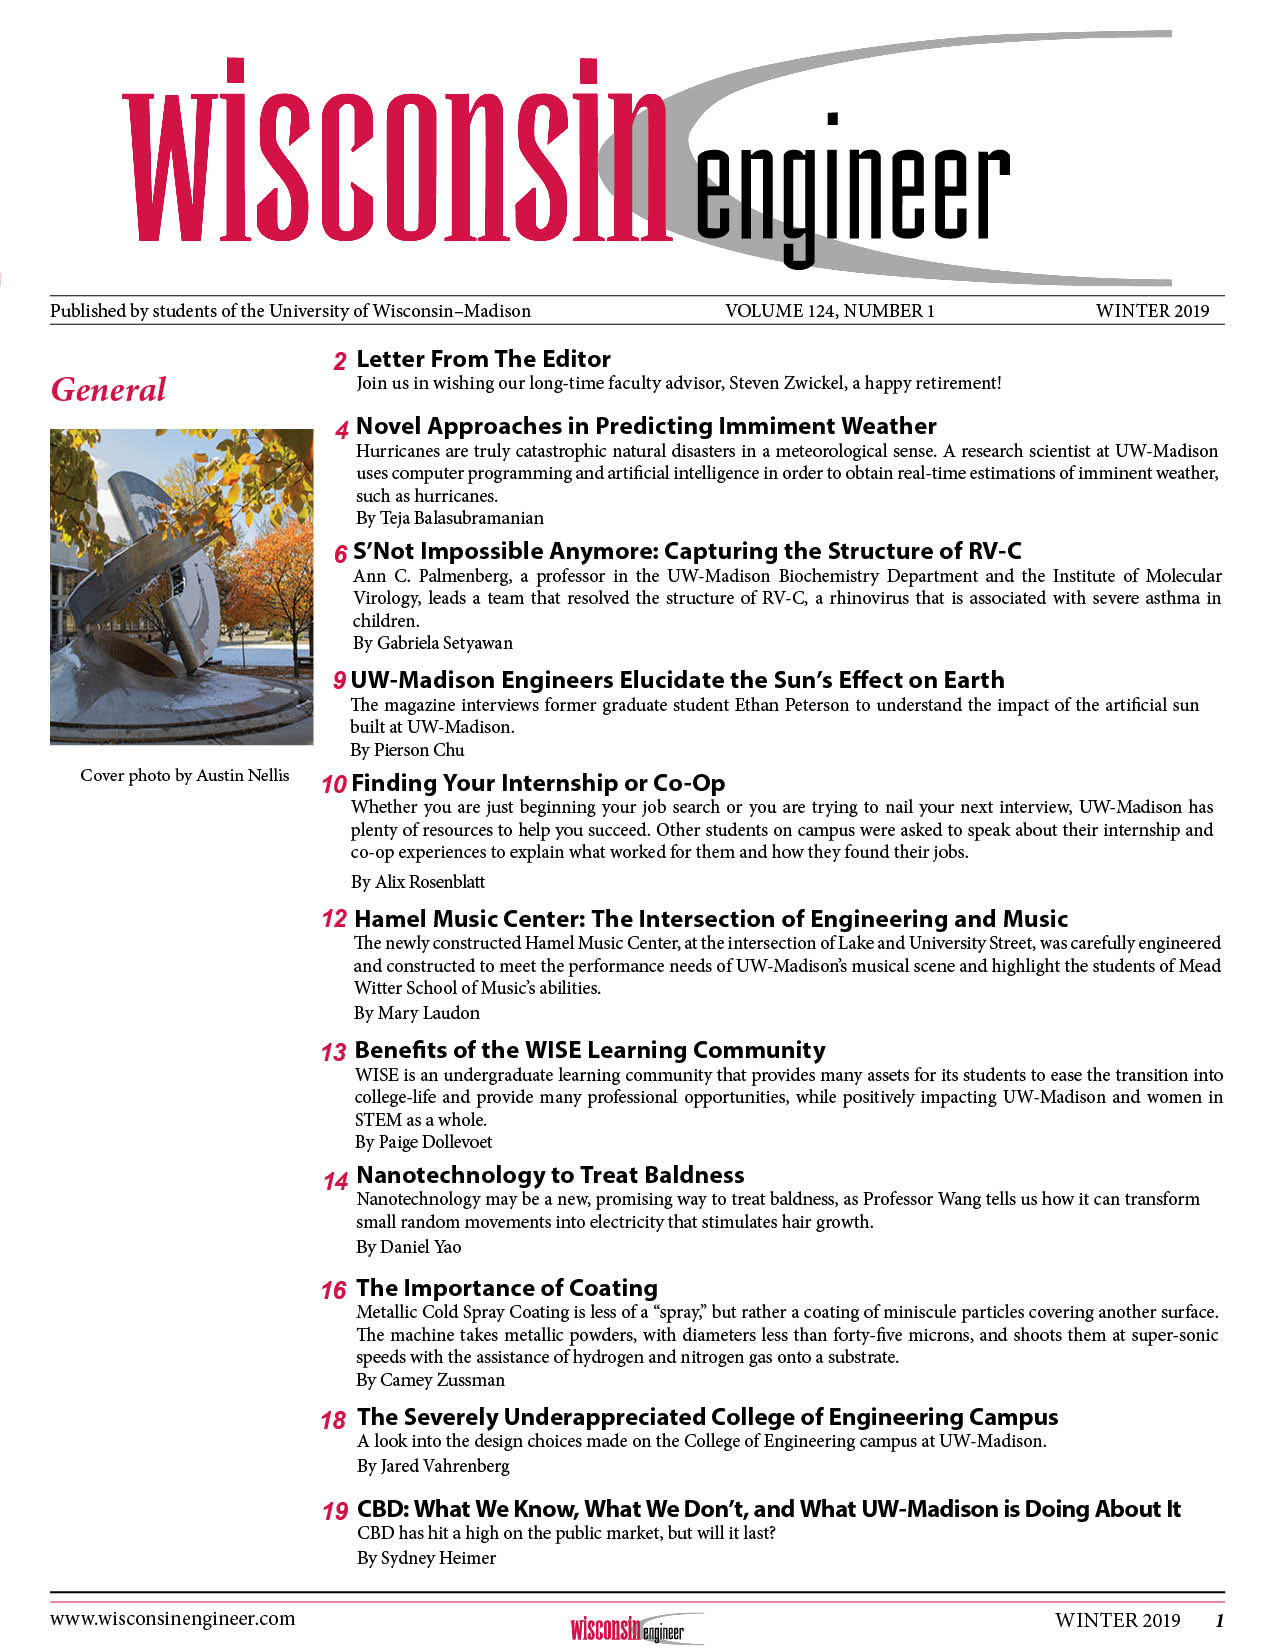 wisconsin engineer
Published by students of the University of Wisconsin–Madison VOLUME 124, NUMBER 1 WINTER 2019
General
Cover photo by Austin Nellis
2 Letter From The Editor
Join us in wishing our long-time faculty advisor, Steven Zwickel, a happy retirement!
4 Novel Approaches in Predicting Immiment Weather
Hurricanes are truly catastrophic natural disasters in a meteorological sense. A research scientist at UW-Madison
uses computer programming and artificial intelligence in order to obtain real-time estimations of imminent weather,
such as hurricanes.
By Teja Balasubramanian
6 S’Not Impossible Anymore: Capturing the Structure of RV-C
Ann C. Palmenberg, a professor in the UW-Madison Biochemistry Department and the Institute of Molecular
Virology, leads a team that resolved the structure of RV-C, a rhinovirus that is associated with severe asthma in
children.
By Gabriela Setyawan
9 UW-Madison Engineers Elucidate the Sun’s Effect on Earth
The magazine interviews former graduate student Ethan Peterson to understand the impact of the artificial sun
built at UW-Madison.
By Pierson Chu
10 Finding Your Internship or Co-Op
Whether you are just beginning your job search or you are trying to nail your next interview, UW-Madison has
plenty of resources to help you succeed. Other students on campus were asked to speak about their internship and
co-op experiences to explain what worked for them and how they found their jobs.
By Alix Rosenblatt
12 Hamel Music Center: The Intersection of Engineering and Music
The newly constructed Hamel Music Center, at the intersection of Lake and University Street, was carefully engineered
and constructed to meet the performance needs of UW-Madison’s musical scene and highlight the students of Mead
Witter School of Music’s abilities.
By Mary Laudon
13 Benefits of the WISE Learning Community
WISE is an undergraduate learning community that provides many assets for its students to ease the transition into
college-life and provide many professional opportunities, while positively impacting UW-Madison and women in
STEM as a whole.
By Paige Dollevoet
14 Nanotechnology to Treat Baldness
Nanotechnology may be a new, promising way to treat baldness, as Professor Wang tells us how it can transform
small random movements into electricity that stimulates hair growth.
By Daniel Yao
16 The Importance of Coating
Metallic Cold Spray Coating is less of a “spray,” but rather a coating of miniscule particles covering another surface.
The machine takes metallic powders, with diameters less than forty-five microns, and shoots them at super-sonic
speeds with the assistance of hydrogen and nitrogen gas onto a substrate.
By Camey Zussman
18 The Severely Underappreciated College of Engineering Campus
A look into the design choices made on the College of Engineering campus at UW-Madison.
By Jared Vahrenberg
19 CBD: What We Know, What We Don’t, and What UW-Madison is Doing About It
CBD has hit a high on the public market, but will it last?
By Sydney Heimer
www.wisconsinengineer.com wisconsin engineer WINTER 2019 1